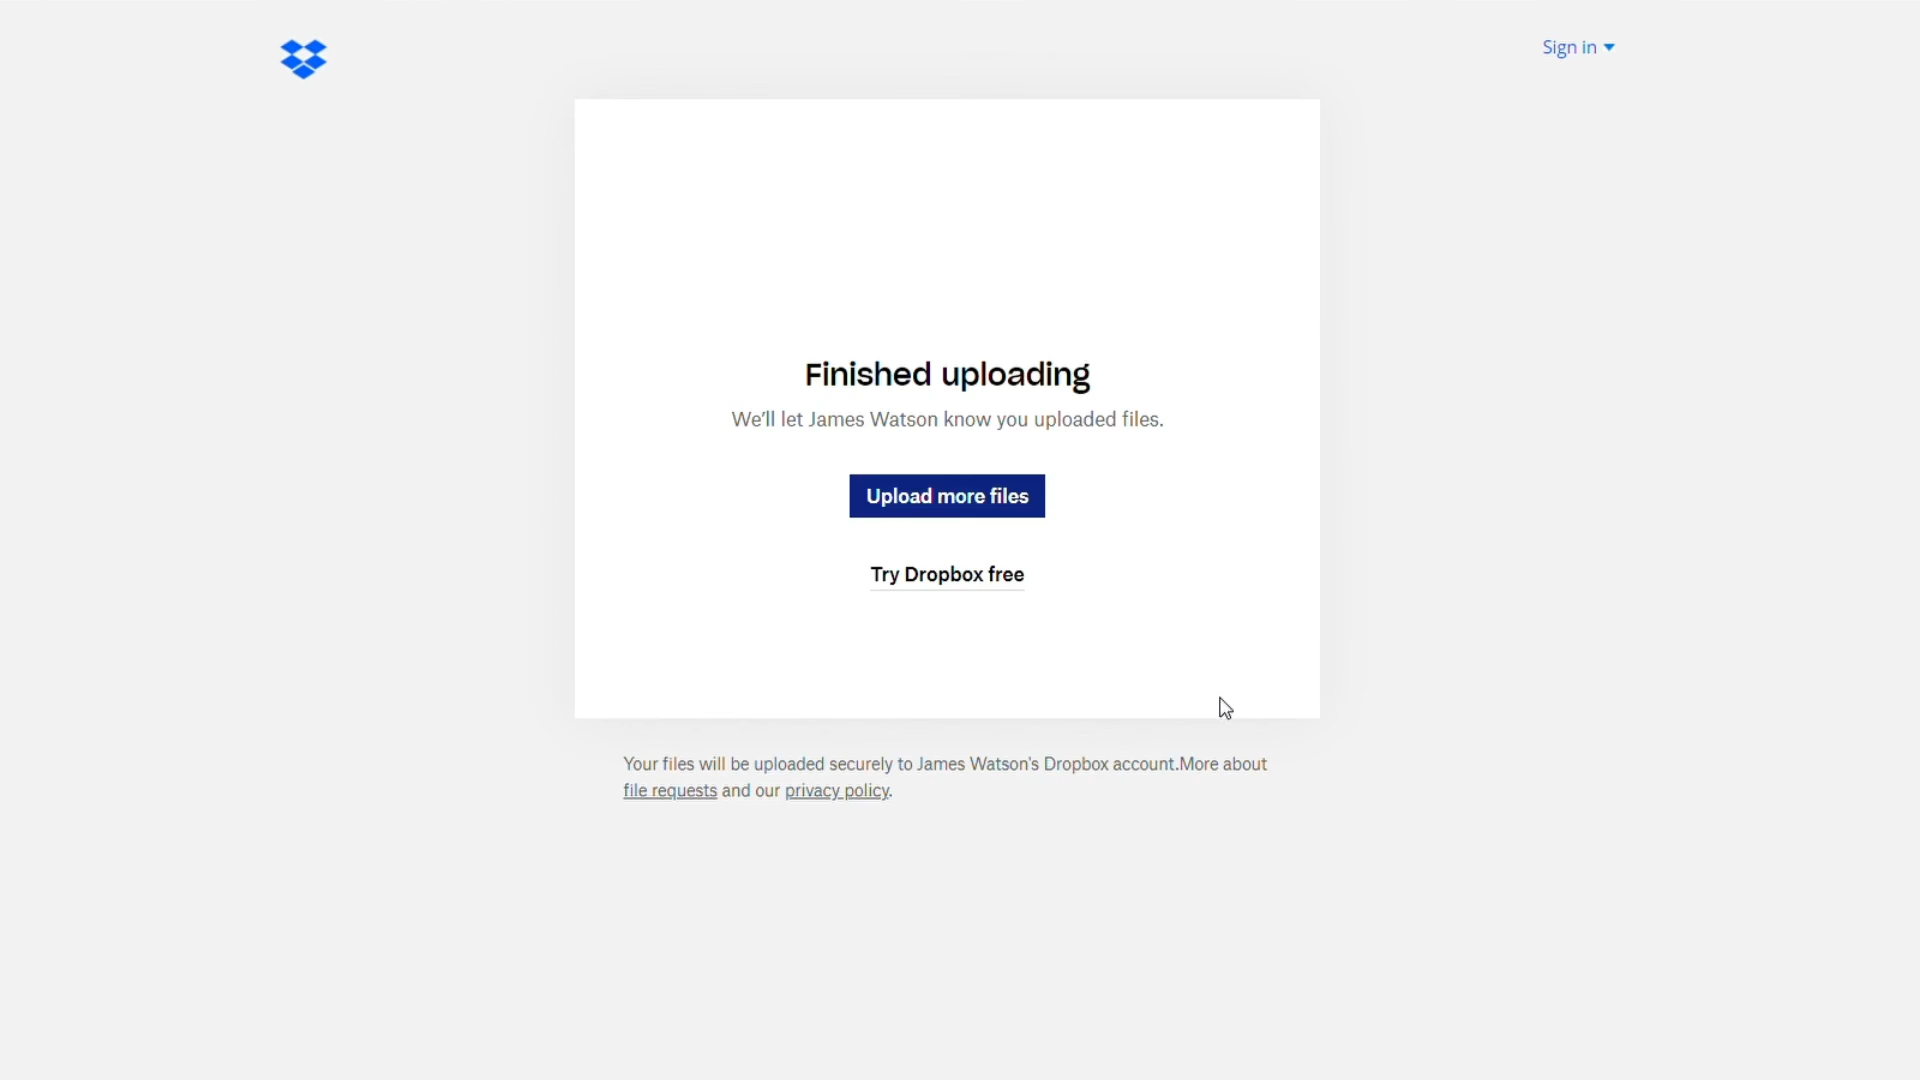 Sign in
Finished uploading
We'll let James Watson know you uploaded files.
Upload more files
Try Dropbox free
Your files will be uploaded securely to James Watson's Dropbox account.More about
file requests and our privacy policy.